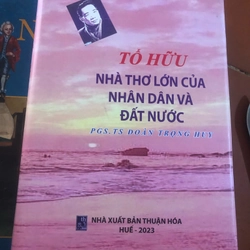 TỐ HỮU
NHÀ THƠ LỚN CỦA
NHÂN DÂN VÀ
ĐẤT NƯỚC
PGS.TS ĐOÀN TRỌNG HUY
NHÀ XUẤT BẢN THUẬN HÓA
HUẾ - 2023